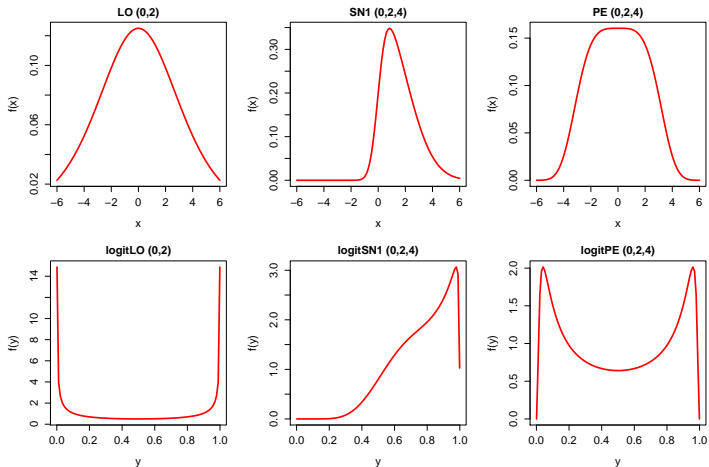 LO (0,2)
f(x)
0.02 0.06 0.10
−6 −4 −2 0 2 4 6
x
SN1 (0,2,4)
f(x)
0.00 0.10 0.20 0.30
−6 −4 −2 0 2 4 6
x
PE (0,2,4)
f(x)
0.00 0.05 0.10 0.15
−6 −4 −2 0 2 4 6
x
logitLO (0,2)
f(y)
0 2 4 6 8 10 12 14
0.0 0.2 0.4 0.6 0.8 1.0
y
logitSN1 (0,2,4)
f(y)
0.0 1.0 2.0 3.0
0.0 0.2 0.4 0.6 0.8 1.0
y
logitPE (0,2,4)
f(y)
0.0 0.5 1.0 1.5 2.0
0.0 0.2 0.4 0.6 0.8 1.0
y